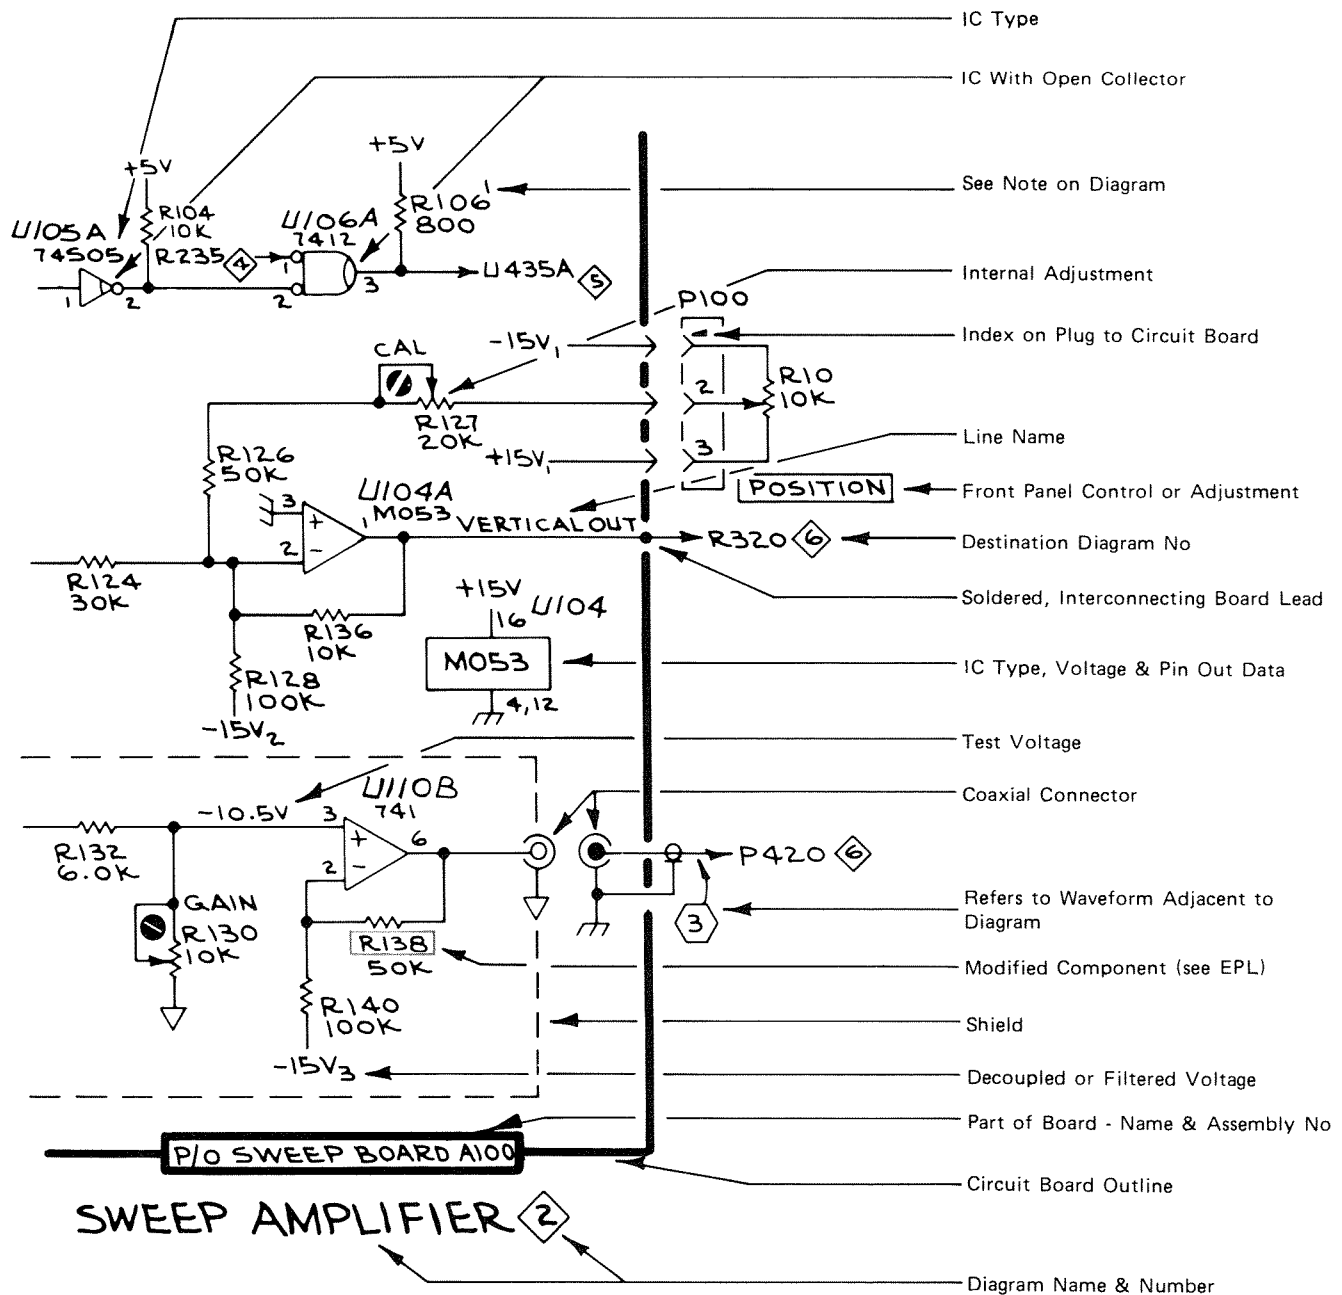 IC Type
IC With Open Collector
+5V
+5V
See Note on Diagram
R104
10K
R106
1
800
U105A
74S05
U106A
7412
R235
4
1
1
2
2
3
U435A
5
Internal Adjustment
P100
Index on Plug to Circuit Board
-15V1
CAL
2
R10
10K
R127
20K
Line Name
3
+15V1
R126
50K
POSITION
Front Panel Control or Adjustment
U104A
M053
3
+
1
VERTICAL OUT
R320
6
Destination Diagram No
2
-
R124
30K
+15V
16
U104
Soldered, Interconnecting Board Lead
R136
10K
M053
IC Type, Voltage & Pin Out Data
R128
100K
4,12
-15V2
Test Voltage
U110B
741
-10.5V
3
Coaxial Connector
+
6
R132
6.0K
2
-
P420
6
GAIN
R130
10K
3
Refers to Waveform Adjacent to
Diagram
R138
50K
Modified Component (see EPL)
R140
100K
Shield
-15V3
Decoupled or Filtered Voltage
Part of Board - Name & Assembly No
P/O SWEEP BOARD A100
Circuit Board Outline
SWEEP AMPLIFIER
2
Diagram Name & Number